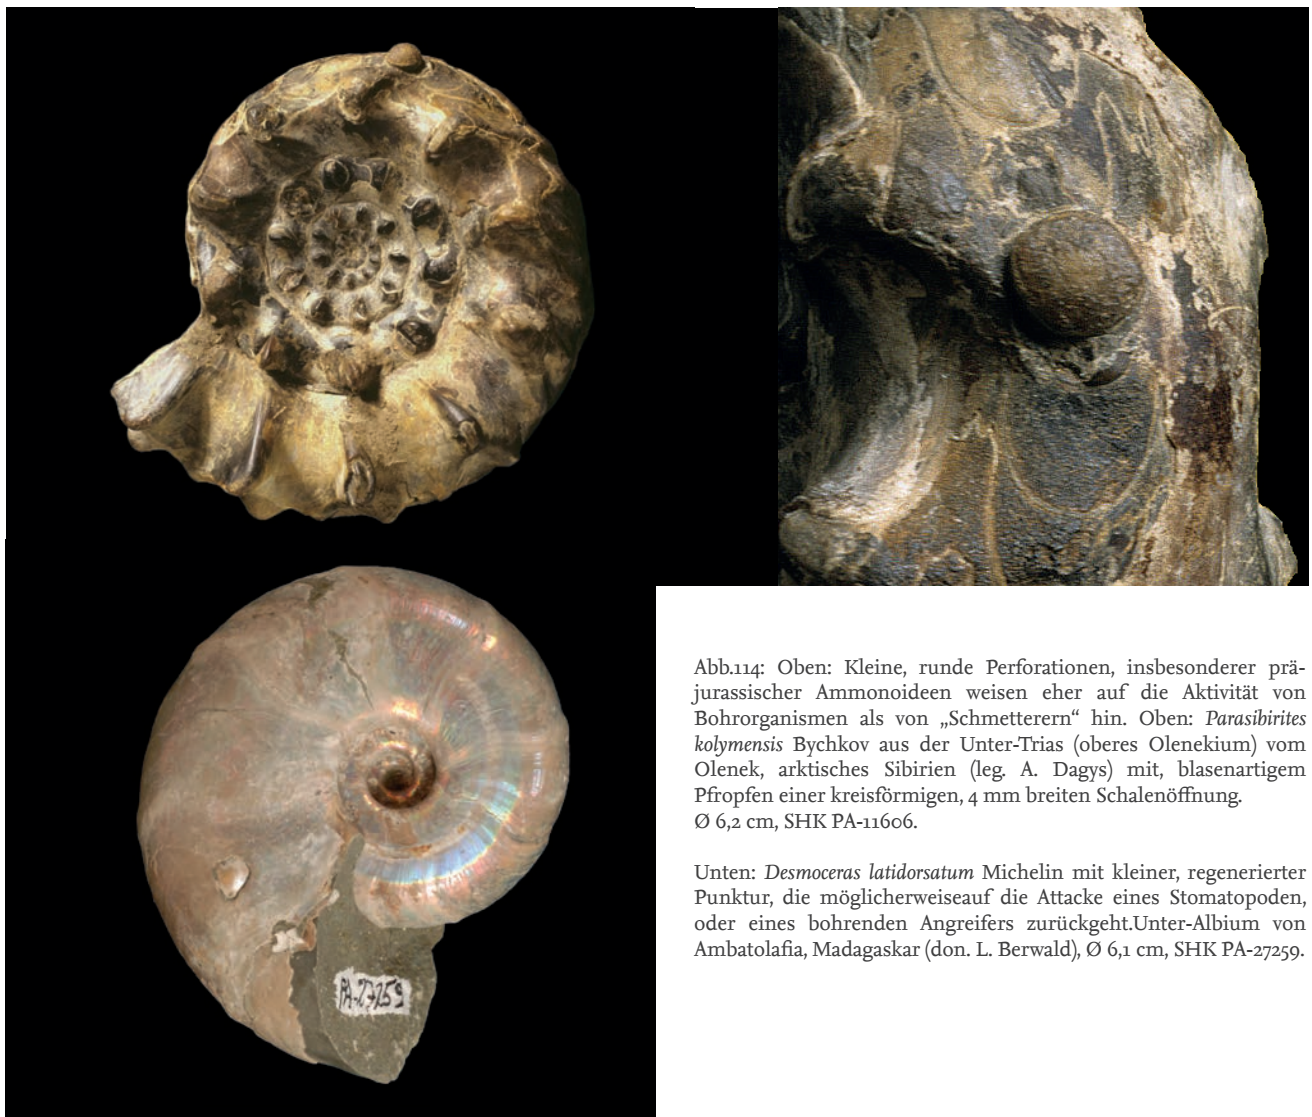 PA-27259
Abb.114: Oben: Kleine, runde Perforationen, insbesonderer prä-
jurassischer Ammonoideen weisen eher auf die Aktivität von
Bohrorganismen als von „Schmetterern“ hin. Oben: Parasibirites
kolymensis Bychkov aus der Unter-Trias (oberes Olenekium) vom
Olenek, arktisches Sibirien (leg. A. Dagys) mit, blasenartigem
Pfropfen einer kreisförmigen, 4 mm breiten Schalenöffnung.
Ø 6,2 cm, SHK PA-11606.
Unten: Desmoceras latidorsatum Michelin mit kleiner, regenerierter
Punktur, die möglicherweiseauf die Attacke eines Stomatopoden,
oder eines bohrenden Angreifers zurückgeht.Unter-Albium von
Ambatolafia, Madagaskar (don. L. Berwald), Ø 6,1 cm, SHK PA-27259.